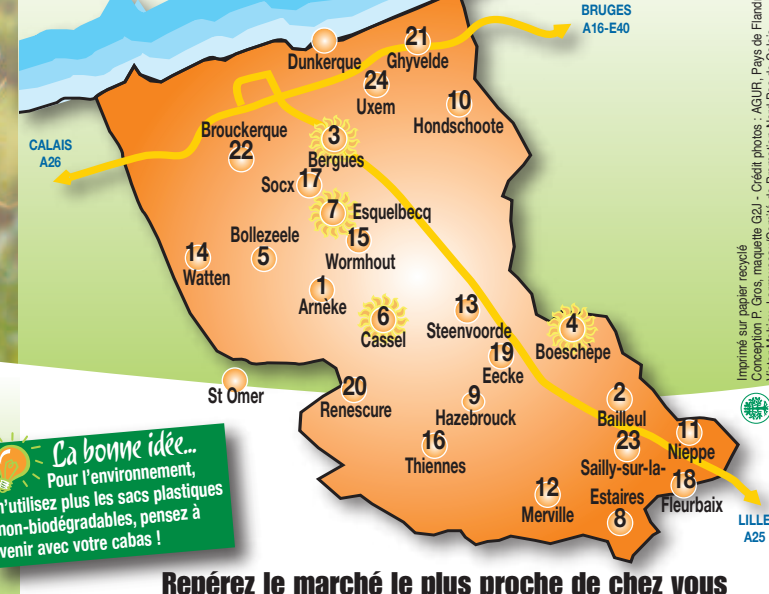 BRUGES
A16-E40
21
Dunkerque
Ghyvelde
24
Uxem
10
Hondschoote
CALAIS
A26
Brouckerque
22
3
Bergues
Socx
17
7
Esquelbecq
15
Wormhout
Bollezeele
5
14
Watten
1
Arnèke
6
Cassel
13
Steenvoorde
4
Boeschèpe
19
Eecke
St Omer
20
Renescure
9
Hazebrouck
2
Bailleul
11
Nieppe
16
Thiennes
23
Sailly-sur-la-
18
Fleurbaix
12
Merville
Estaires
8
LILLE
A25
La bonne idée...
Pour l'environnement,
n'utilisez plus les sacs plastiques
non-biodégradables, pensez à
venir avec votre cabas !
Repérez le marché le plus proche de chez vous
Imprimé sur papier recyclé
Conception P. Gros, maquette G2J - Crédit photos : AGUR, Pays de Fland